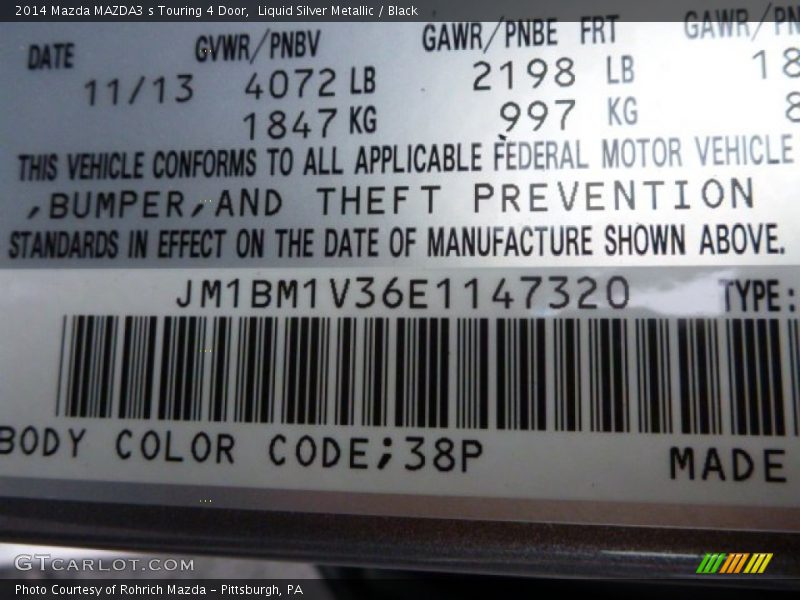 2014 Mazda MAZDA3 s Touring 4 Door, Liquid Silver Metallic / Black
DATE GVWR/PNBV GAWR/PNBE FRT GAWR/PN
11/13 4072 LB 2198 LB 18
1847 KG 997 KG 8
THIS VEHICLE CONFORMS TO ALL APPLICABLE FEDERAL MOTOR VEHICLE
,BUMPER,AND THEFT PREVENTION
STANDARDS IN EFFECT ON THE DATE OF MANUFACTURE SHOWN ABOVE.
JM1BM1V36E1147320 TYPE:
BODY COLOR CODE;38P MADE
GTCARLOT.COM
Photo Courtesy of Rohrich Mazda - Pittsburgh, PA